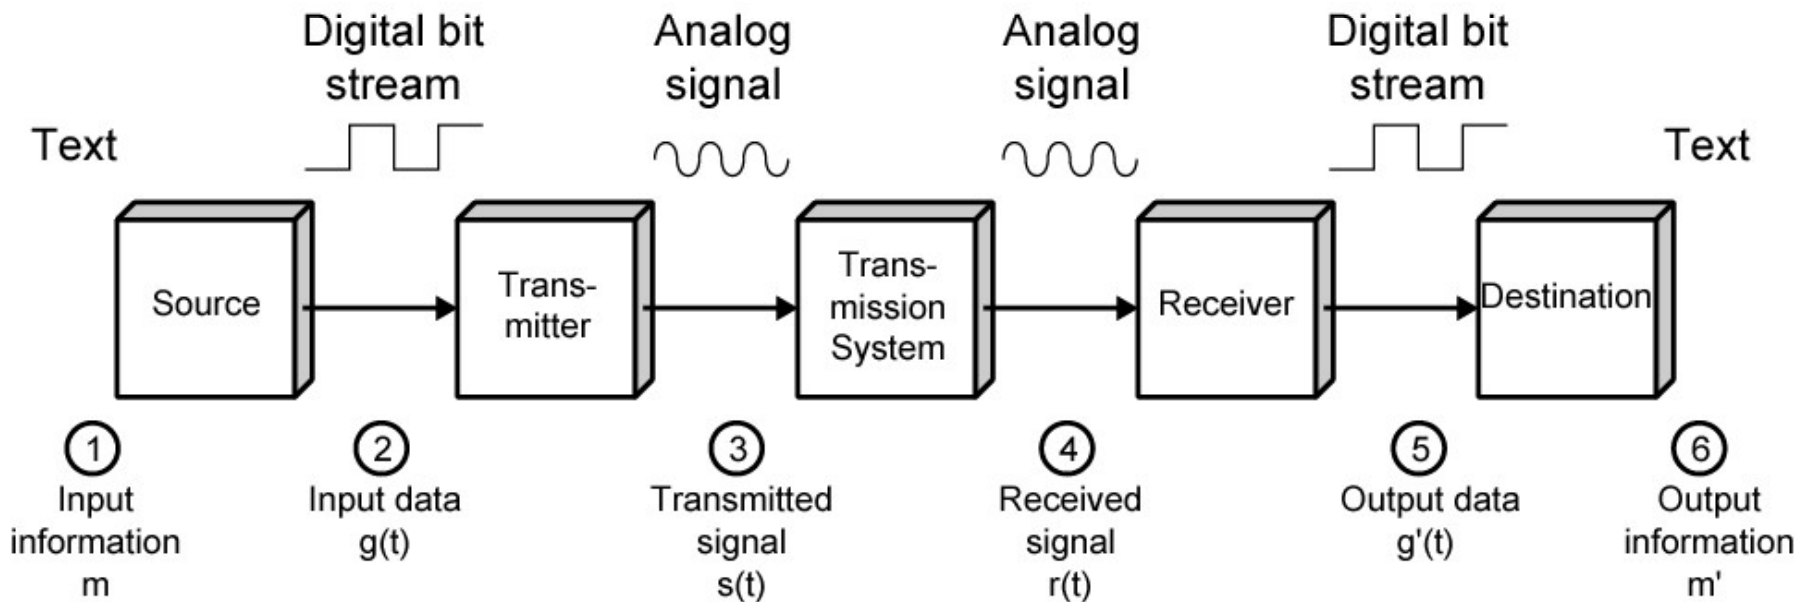 Digital bit
stream
Analog
signal
Analog
signal
Digital bit
stream
Text
Text
Source
Trans-
mitter
Trans-
mission
System
Receiver
Destination
1
Input
information
m
2
Input data
g(t)
3
Transmitted
signal
s(t)
4
Received
signal
r(t)
5
Output data
g'(t)
6
Output
information
m'